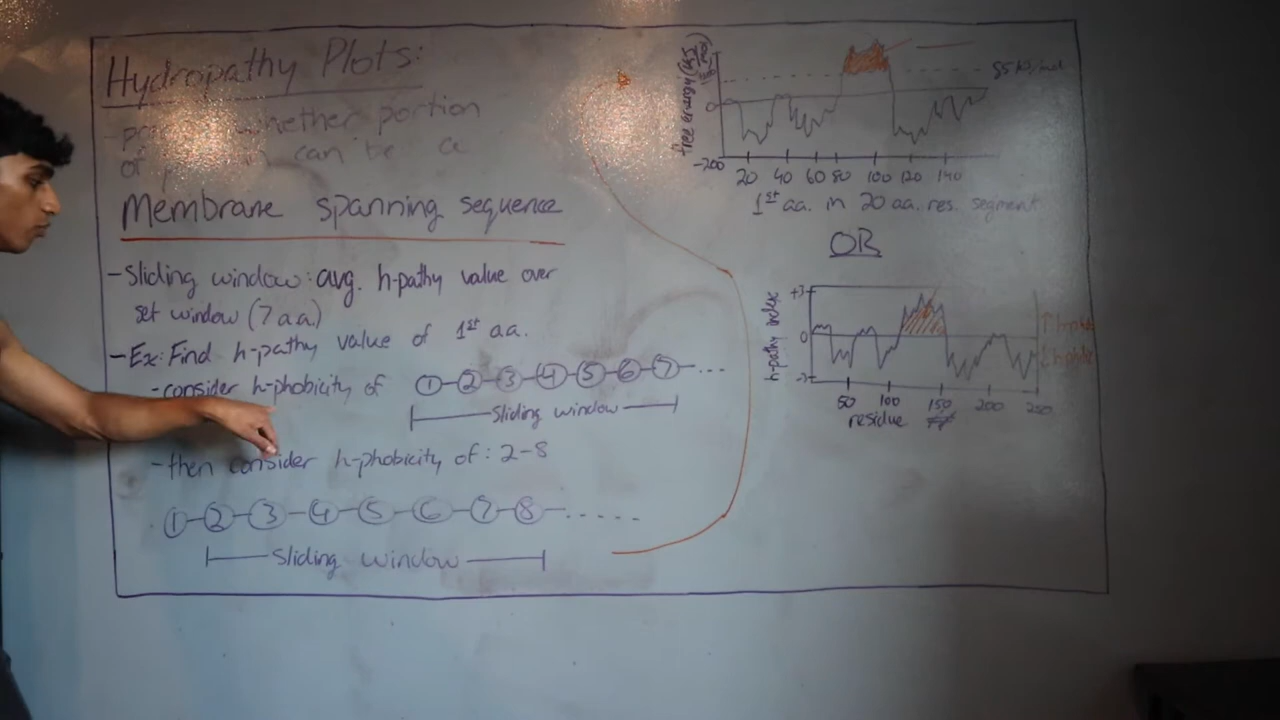 Hydropathy Plots:
whether portion
of can be a
Membrane spanning sequence
- Sliding window: avg. h-pathy value over
set window (7 aa)
- Ex: Find h-pathy value of 1st aa.
- consider h-phobicity of 1 - 2 - 3 - 4 - 5 - 6 - 7 - ...
Sliding window
- then consider h-phobicity of: 2-8
1 - 2 - 3 - 4 - 5 - 6 - 7 - 8 - .....
Sliding window
free energy
85 kJ/mol
0
-200
20 40 60 80 100 120 140
1st aa. in 20 aa. res. segment
OR
h-pathy index
+3
0
-3
50 100 150 200 250
residue #